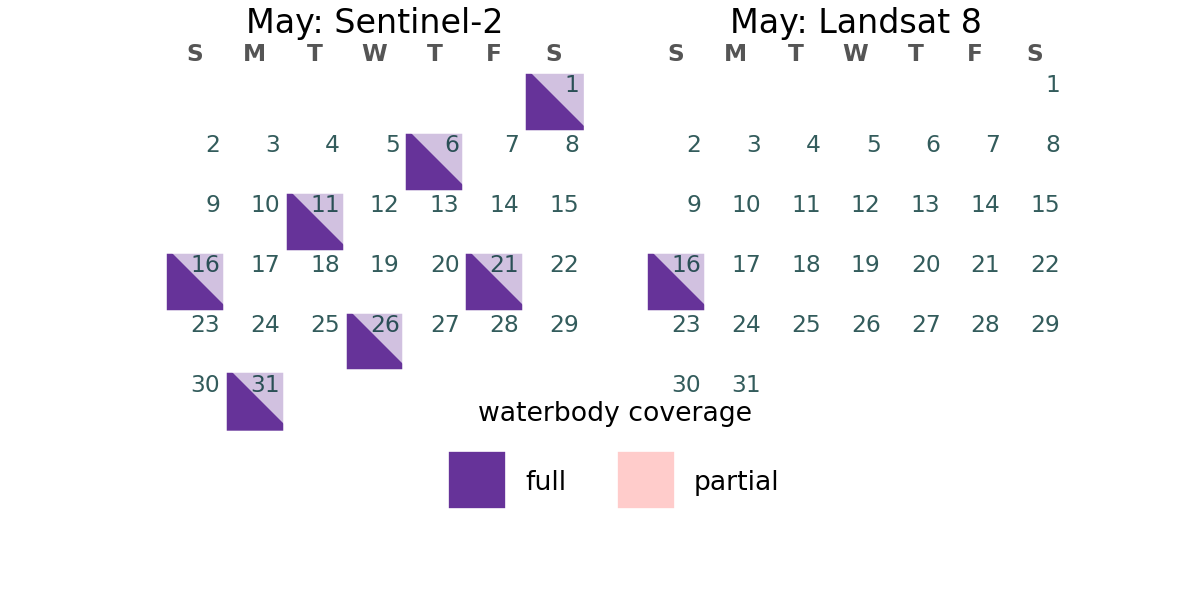 May: Sentinel-2
S M T W T F S
1
2 3 4 5 6 7 8
9 10 11 12 13 14 15
16 17 18 19 20 21 22
23 24 25 26 27 28 29
30 31
May: Landsat 8
S M T W T F S
1
2 3 4 5 6 7 8
9 10 11 12 13 14 15
16 17 18 19 20 21 22
23 24 25 26 27 28 29
30 31
waterbody coverage
full partial